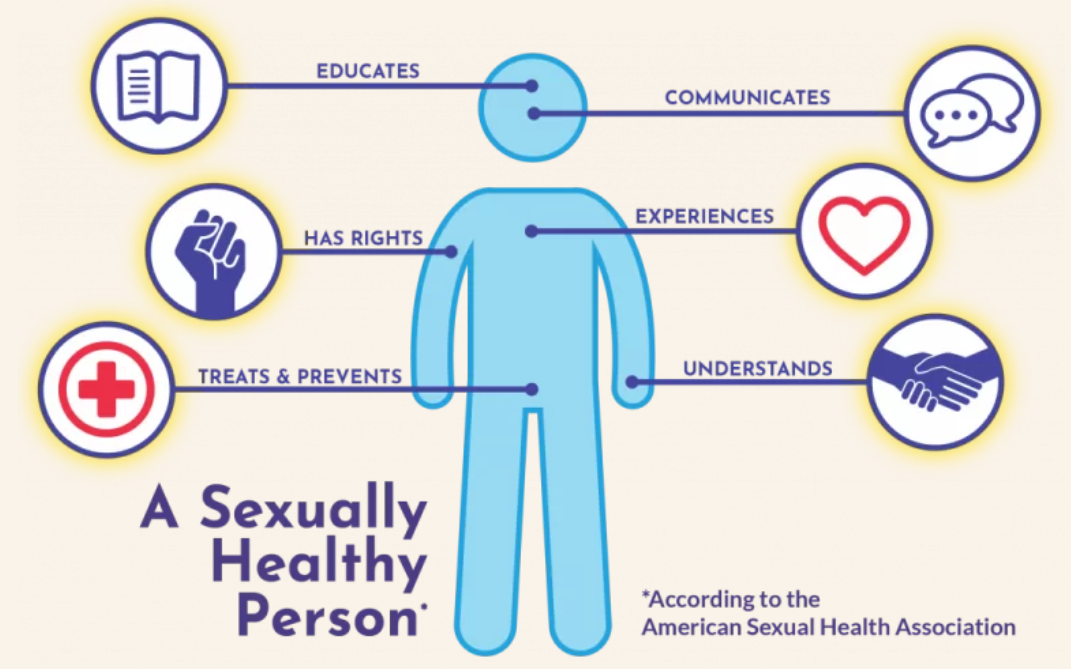 EDUCATES
COMMUNICATES
HAS RIGHTS
EXPERIENCES
TREATS & PREVENTS
UNDERSTANDS
A Sexually
Healthy
Person*
*According to the
American Sexual Health Association